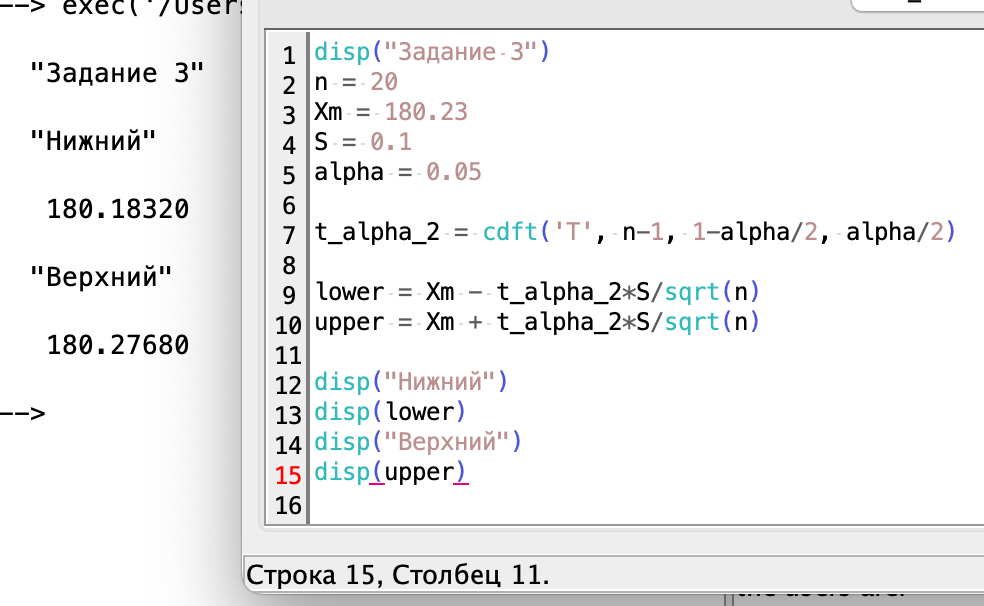 --> exec('/Users
"Задание 3"
"Нижний"
180.18320
"Верхний"
180.27680
-->
1 disp("Задание 3")
2 n = 20
3 Xm = 180.23
4 S = 0.1
5 alpha = 0.05
6
7 t_alpha_2 = cdft('T', n-1, 1-alpha/2, alpha/2)
8
9 lower = Xm - t_alpha_2*S/sqrt(n)
10 upper = Xm + t_alpha_2*S/sqrt(n)
11
12 disp("Нижний")
13 disp(lower)
14 disp("Верхний")
15 disp(upper)
16
Строка 15, Столбец 11.
the users are.